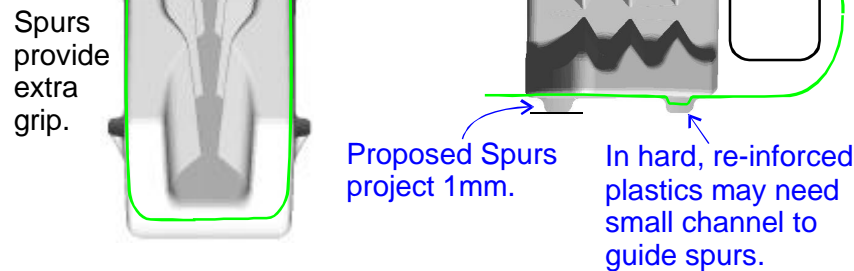 Spurs
provide
extra
grip.
Proposed Spurs
project 1mm.
In hard, re-inforced
plastics may need
small channel to
guide spurs.